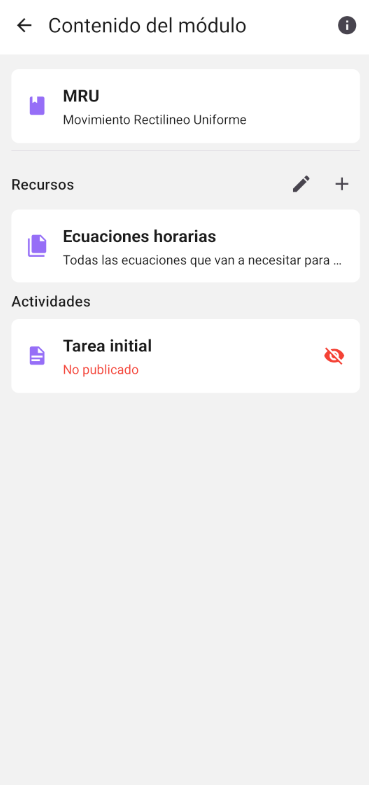 Contenido del módulo
MRU
Movimiento Rectilineo Uniforme
Recursos
Ecuaciones horarias
Todas las ecuaciones que van a necesitar para ...
Actividades
Tarea initial
No publicado